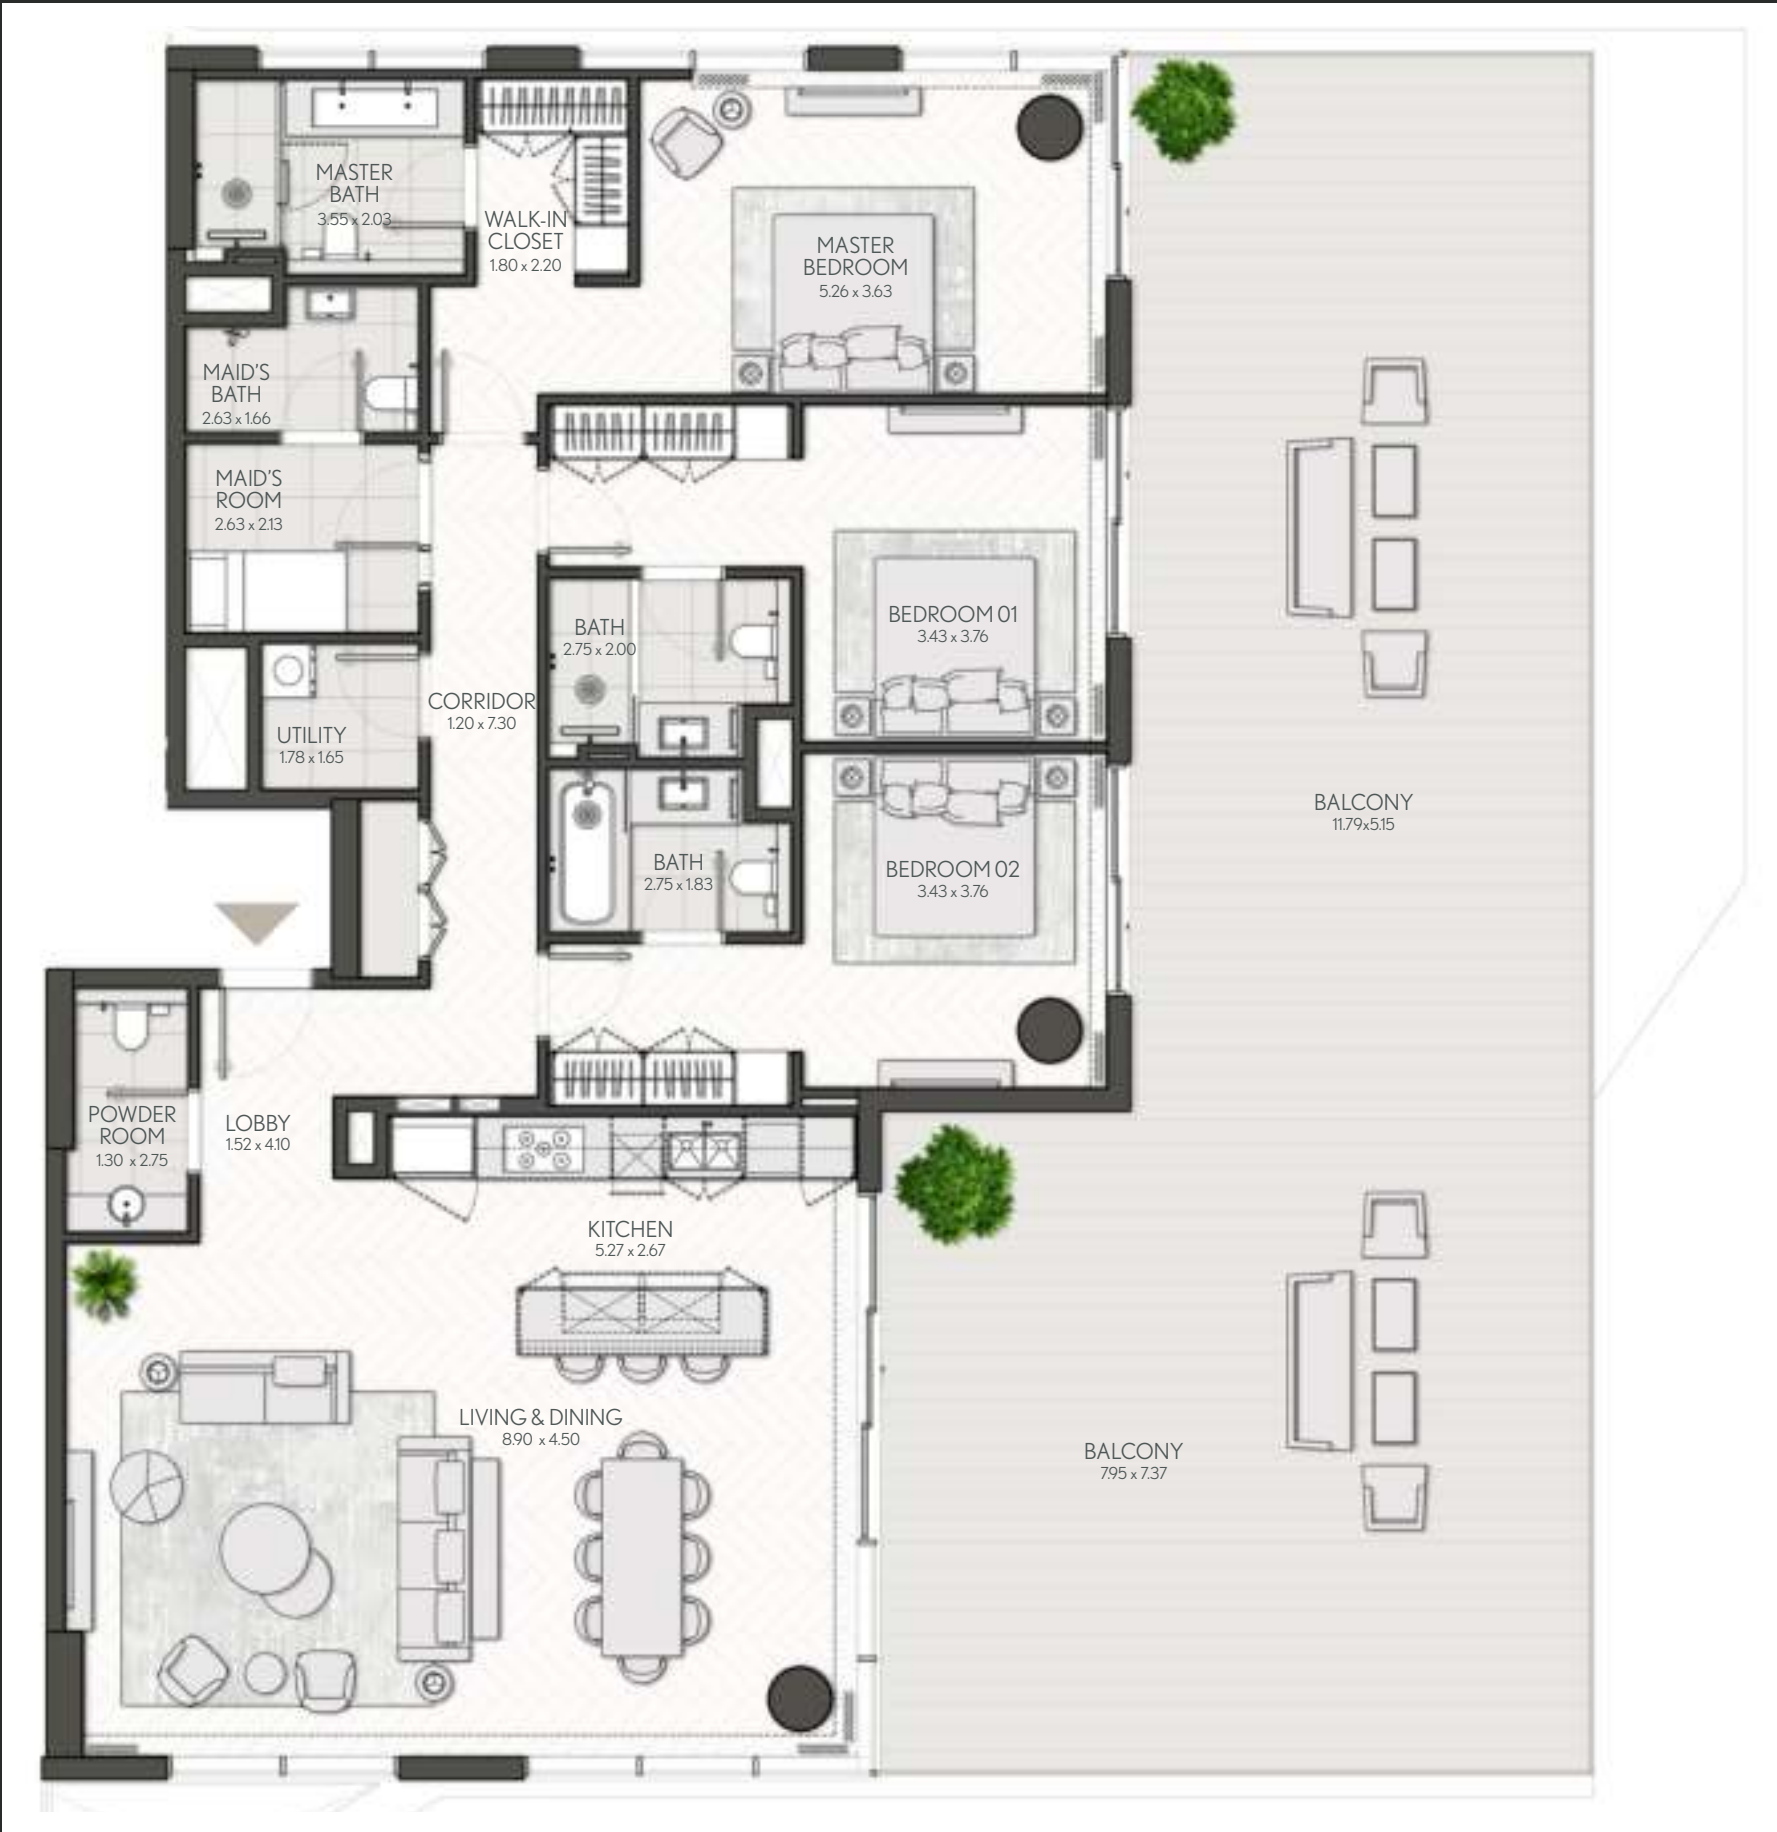 MASTER
BATH
3.55 x 2.03
WALK-IN
CLOSET
1.80 x 2.20
MASTER
BEDROOM
5.26 x 3.63
MAID'S
BATH
2.63 x 1.66
MAID'S
ROOM
2.63 x 2.13
BATH
2.75 x 2.00
BEDROOM 01
3.43 x 3.76
CORRIDOR
1.20 x 7.30
UTILITY
1.78 x 1.65
BALCONY
11.79x5.15
BATH
2.75 x 1.83
BEDROOM 02
3.43 x 3.76
POWDER
ROOM
1.30 x 2.75
LOBBY
1.52 x 4.10
KITCHEN
5.27 x 2.67
LIVING & DINING
8.90 x 4.50
BALCONY
7.95 x 7.37